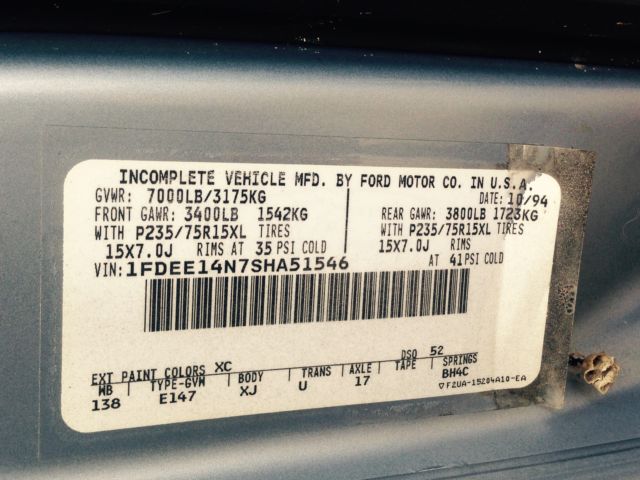 INCOMPLETE VEHICLE MFD. BY FORD MOTOR CO. IN U.S.A.
GVWR: 7000LB/3175KG DATE: 10/94
FRONT GAWR: 3400LB 1542KG REAR GAWR: 3800LB 1723KG
WITH P235/75R15XL TIRES WITH P235/75R15XL TIRES
15X7.0J RIMS AT 35 PSI COLD 15X7.0J RIMS
VIN: 1FDEE14N7SHA51546 AT 41 PSI COLD
EXT PAINT COLORS XC DSO 52
WB TYPE-GVW BODY TRANS AXLE TAPE SPRINGS
138 E147 XJ U 17 BH4C
▽ F2UA-15204A10-EA